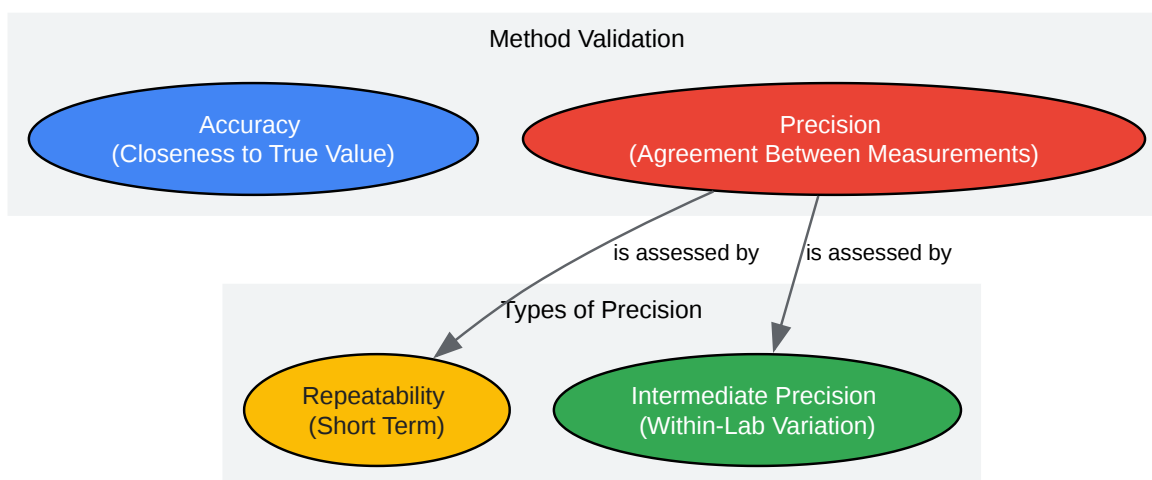 Method Validation
Accuracy
(Closeness to True Value)
Precision
(Agreement Between Measurements)
is assessed by
is assessed by
Types of Precision
Repeatability
(Short Term)
Intermediate Precision
(Within-Lab Variation)